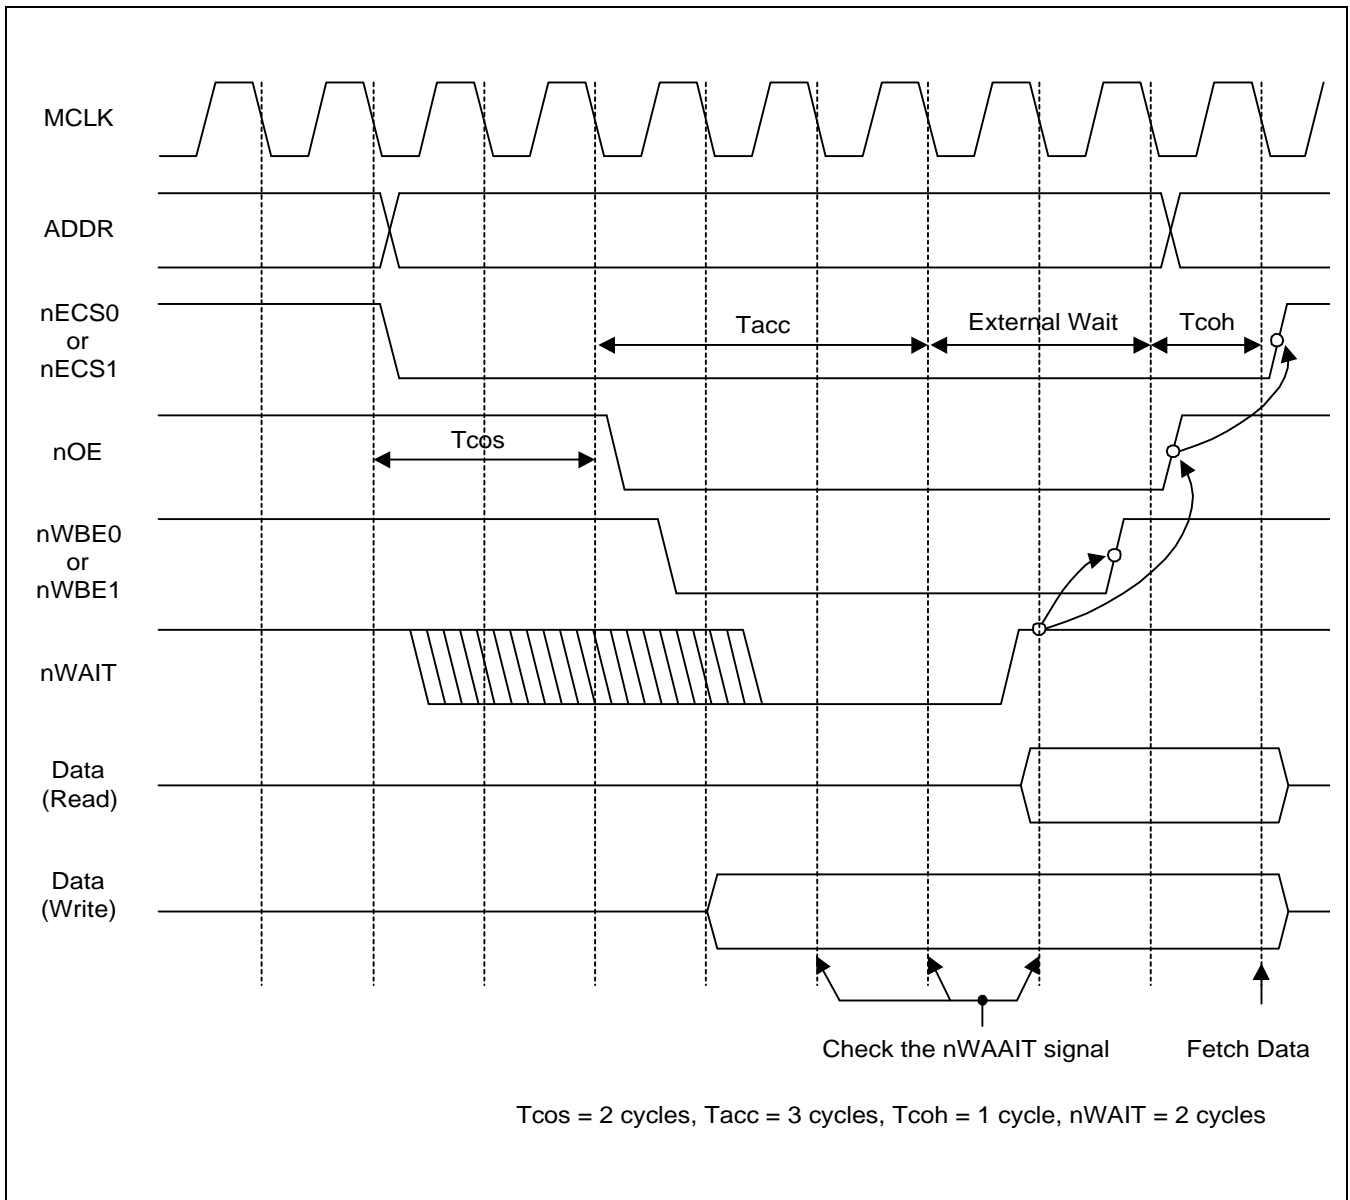 MCLK
ADDR
nECS0
or
nECS1
Tacc
External Wait
Tcoh
nOE
Tcos
nWBE0
or
nWBE1
nWAIT
Data
(Read)
Data
(Write)
Check the nWAAIT signal
Fetch Data
Tcos = 2 cycles, Tacc = 3 cycles, Tcoh = 1 cycle, nWAIT = 2 cycles